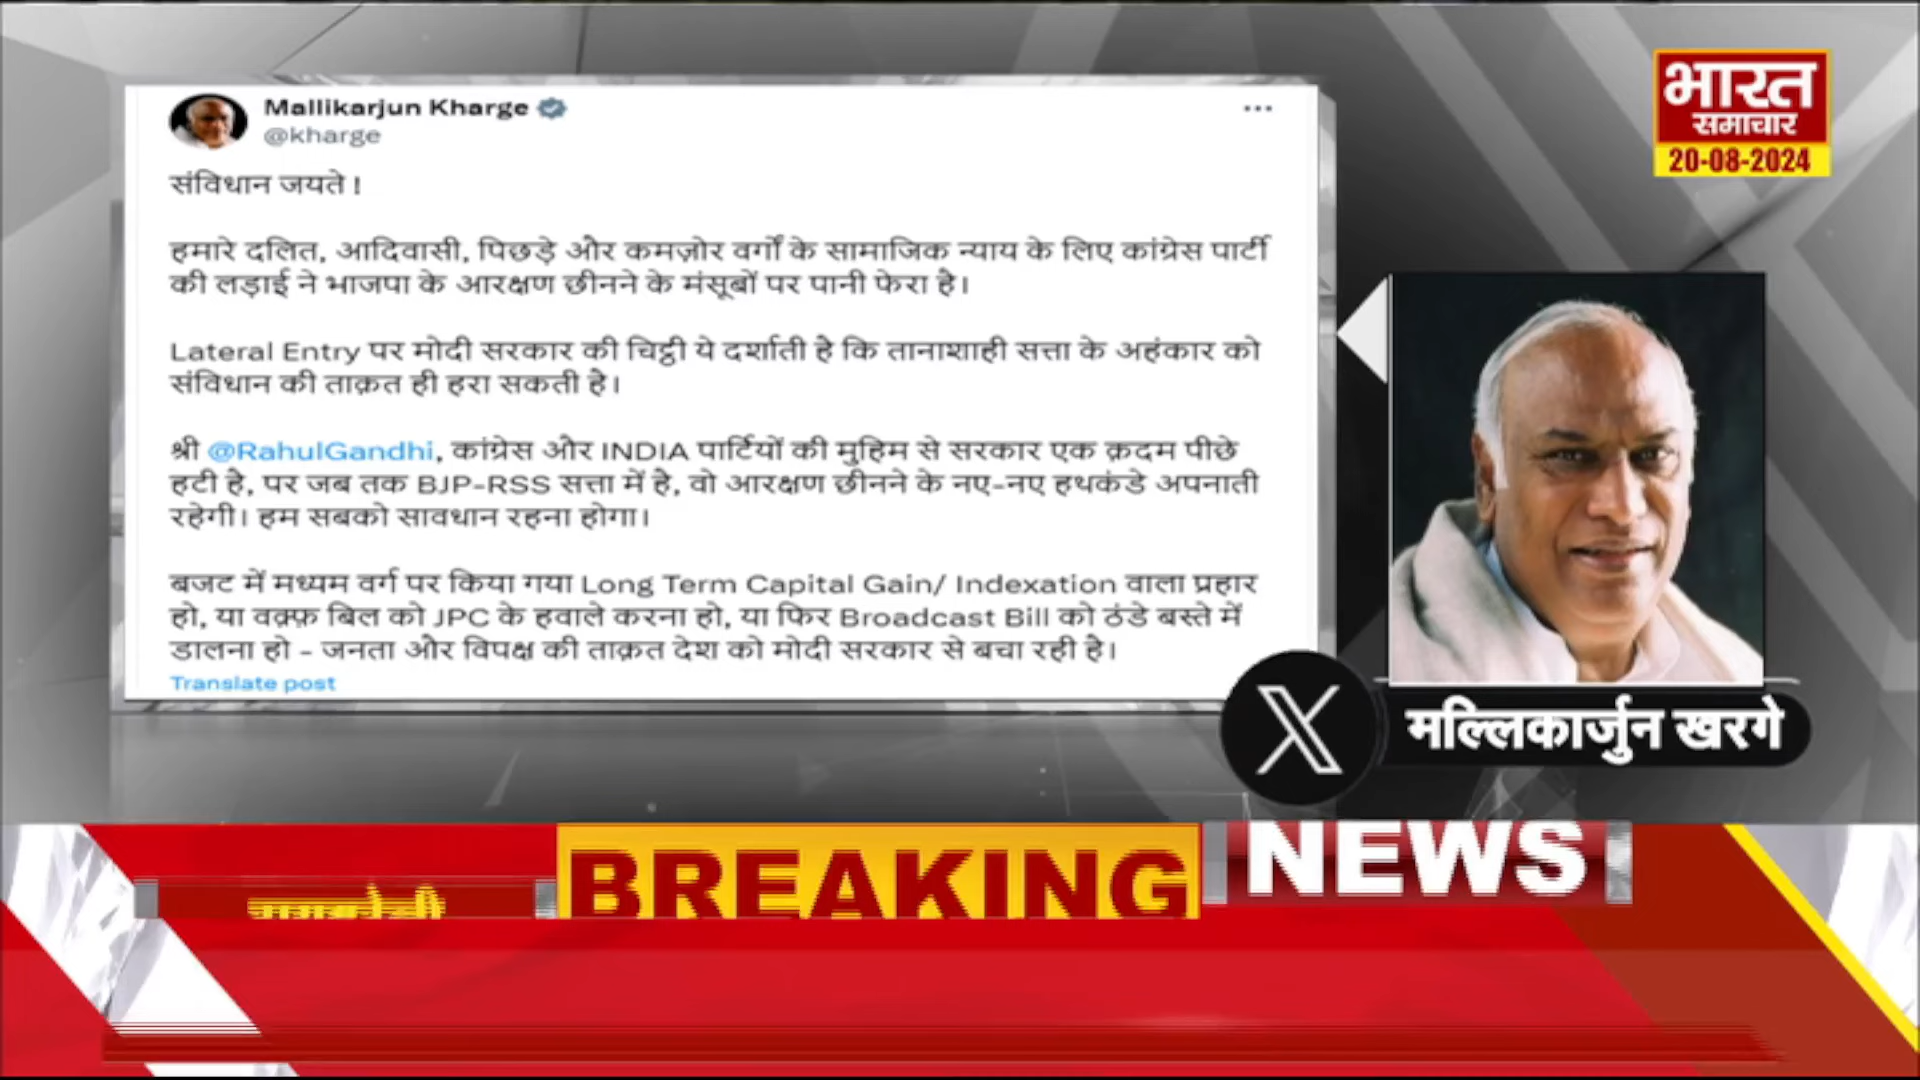 Mallikarjun Kharge
@kharge
संविधान जयते !
हमारे दलित, आदिवासी, पिछड़े और कमज़ोर वर्गों के सामाजिक न्याय के लिए कांग्रेस पार्टी
की लड़ाई ने भाजपा के आरक्षण छीनने के मंसूबों पर पानी फेरा है।
Lateral Entry पर मोदी सरकार की चिट्ठी ये दर्शाती है कि तानाशाही सत्ता के अहंकार को
संविधान की ताक़त ही हरा सकती है।
श्री @RahulGandhi, कांग्रेस और INDIA पार्टियों की मुहिम से सरकार एक क़दम पीछे
हटी है, पर जब तक BJP-RSS सत्ता में है, वो आरक्षण छीनने के नए-नए हथकंडे अपनाती
रहेगी। हम सबको सावधान रहना होगा।
बजट में मध्यम वर्ग पर किया गया Long Term Capital Gain/ Indexation वाला प्रहार
हो, या वक़्फ़ बिल को JPC के हवाले करना हो, या फिर Broadcast Bill को ठंडे बस्ते में
डालना हो - जनता और विपक्ष की ताक़त देश को मोदी सरकार से बचा रही है।
Translate post
भारत
समाचार
20-08-2024
X
मल्लिकार्जुन खरगे
BREAKING
NEWS